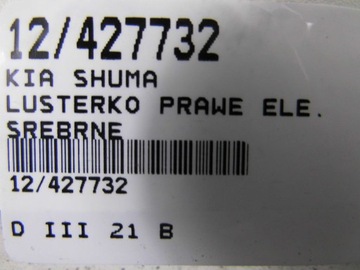 12/427732
KIA SHUMA
LUSTERKO PRAWE ELE.
SREBRNE
12/427732
D III 21 B